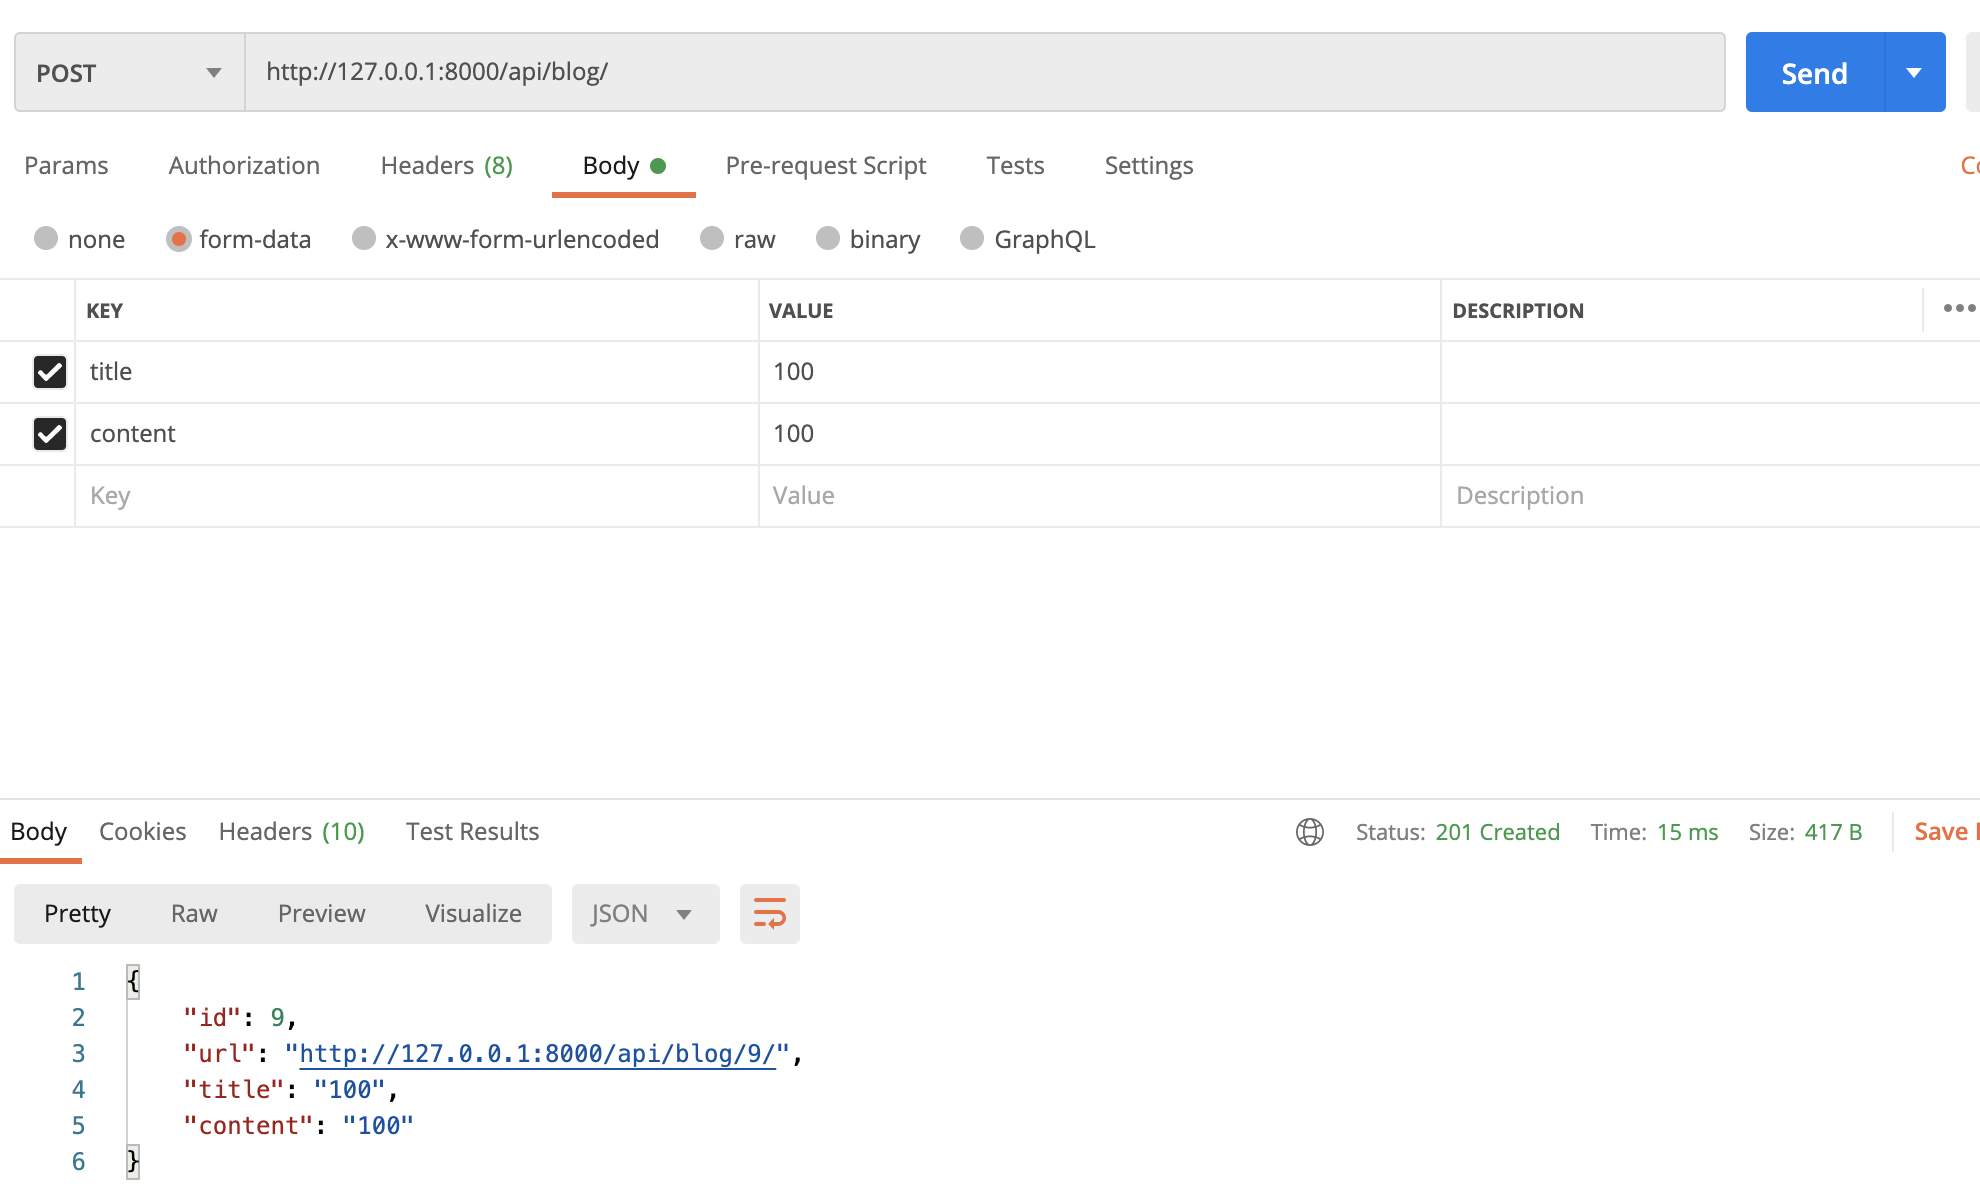 POST http://127.0.0.1:8000/api/blog/ Send
Params Authorization Headers (8) Body Pre-request Script Tests Settings
none form-data x-www-form-urlencoded raw binary GraphQL
KEY VALUE DESCRIPTION
title 100
content 100
Key Value Description
Body Cookies Headers (10) Test Results Status: 201 Created Time: 15 ms Size: 417 B Save
Pretty Raw Preview Visualize JSON
1 {
2 "id": 9,
3 "url": "http://127.0.0.1:8000/api/blog/9/",
4 "title": "100",
5 "content": "100"
6 }